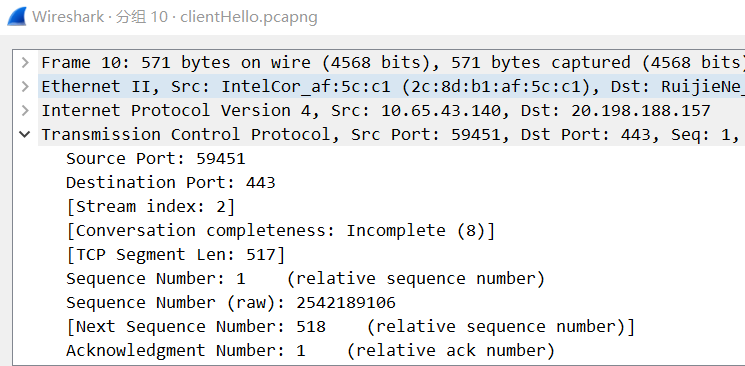 Wireshark · 分组 10 · clientHello.pcapng
Frame 10: 571 bytes on wire (4568 bits), 571 bytes captured (4568 bits)
Ethernet II, Src: IntelCor_af:5c:c1 (2c:8d:b1:af:5c:c1), Dst: RuijieNe_
Internet Protocol Version 4, Src: 10.65.43.140, Dst: 20.198.188.157
Transmission Control Protocol, Src Port: 59451, Dst Port: 443, Seq: 1,
Source Port: 59451
Destination Port: 443
[Stream index: 2]
[Conversation completeness: Incomplete (8)]
[TCP Segment Len: 517]
Sequence Number: 1    (relative sequence number)
Sequence Number (raw): 2542189106
[Next Sequence Number: 518    (relative sequence number)]
Acknowledgment Number: 1    (relative ack number)